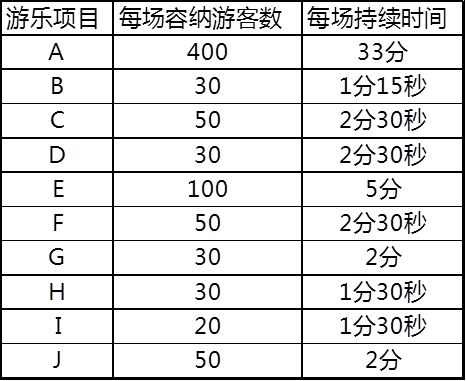 游乐项目 每场容纳游客数 每场持续时间
A 400 33分
B 30 1分15秒
C 50 2分30秒
D 30 2分30秒
E 100 5分
F 50 2分30秒
G 30 2分
H 30 1分30秒
I 20 1分30秒
J 50 2分